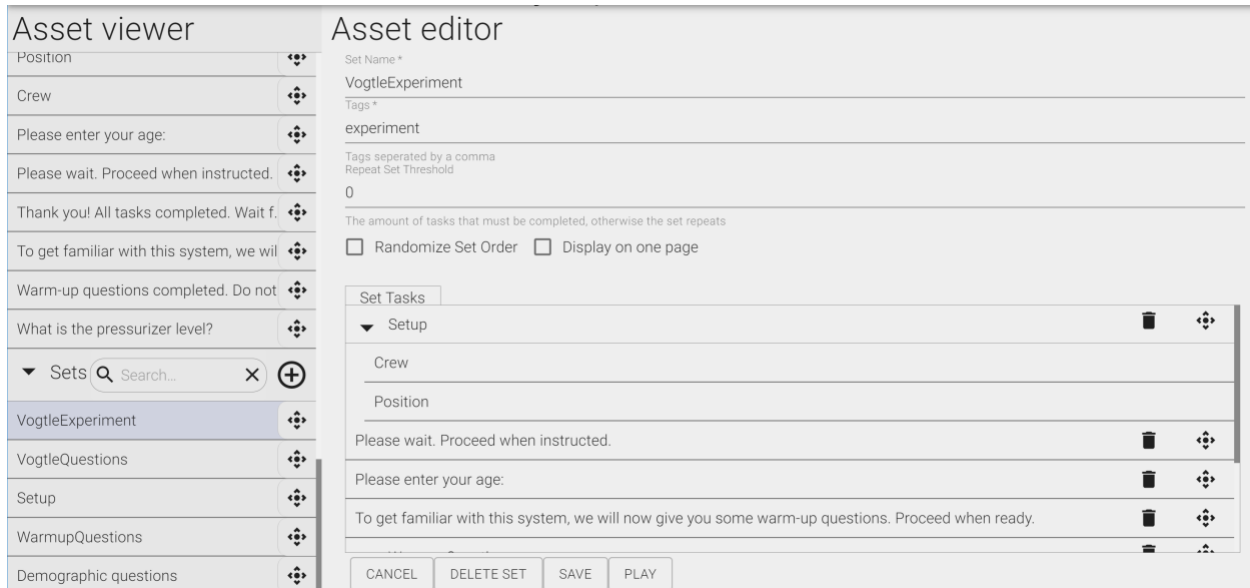 Asset viewer
Position
Crew
Please enter your age:
Please wait. Proceed when instructed.
Thank you! All tasks completed. Wait f.
To get familiar with this system, we wil
Warm-up questions completed. Do not
What is the pressurizer level?
Sets
Search...
VogtleExperiment
VogtleQuestions
Setup
WarmupQuestions
Demographic questions
Asset editor
Set Name *
VogtleExperiment
Tags *
experiment
Tags seperated by a comma
Repeat Set Threshold
0
The amount of tasks that must be completed, otherwise the set repeats
Randomize Set Order
Display on one page
Set Tasks
Setup
Crew
Position
Please wait. Proceed when instructed.
Please enter your age:
To get familiar with this system, we will now give you some warm-up questions. Proceed when ready.
CANCEL
DELETE SET
SAVE
PLAY